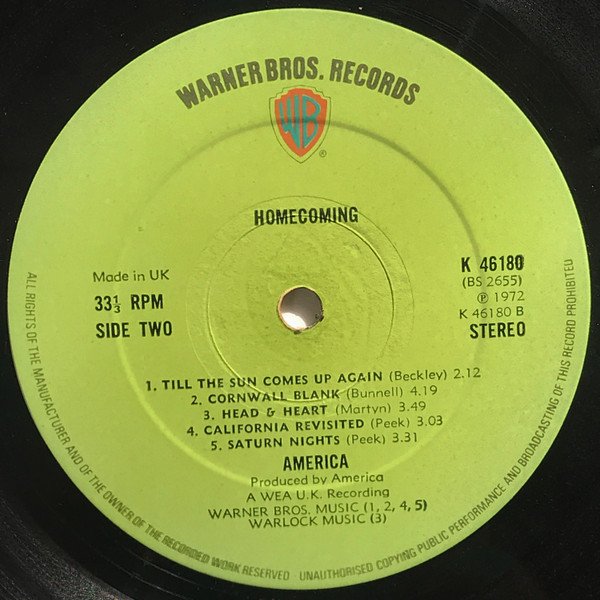 WARNER BROS. RECORDS
WB
®
HOMECOMING
Made in UK
33⅓ RPM
SIDE TWO
K 46180
(BS 2655)
℗ 1972
K 46180 B
STEREO
1. TILL THE SUN COMES UP AGAIN (Beckley) 2.12
2. CORNWALL BLANK (Bunnell) 4.19
3. HEAD & HEART (Martyn) 3.49
4. CALIFORNIA REVISITED (Peek) 3.03
5. SATURN NIGHTS (Peek) 3.31
AMERICA
Produced by America
A WEA U.K. Recording
WARNER BROS. MUSIC (1, 2, 4, 5)
WARLOCK MUSIC (3)
ALL RIGHTS OF THE MANUFACTURER AND OF THE OWNER OF THE RECORDED WORK RESERVED · UNAUTHORISED COPYING PUBLIC PERFORMANCE AND BROADCASTING OF THIS RECORD PROHIBITED